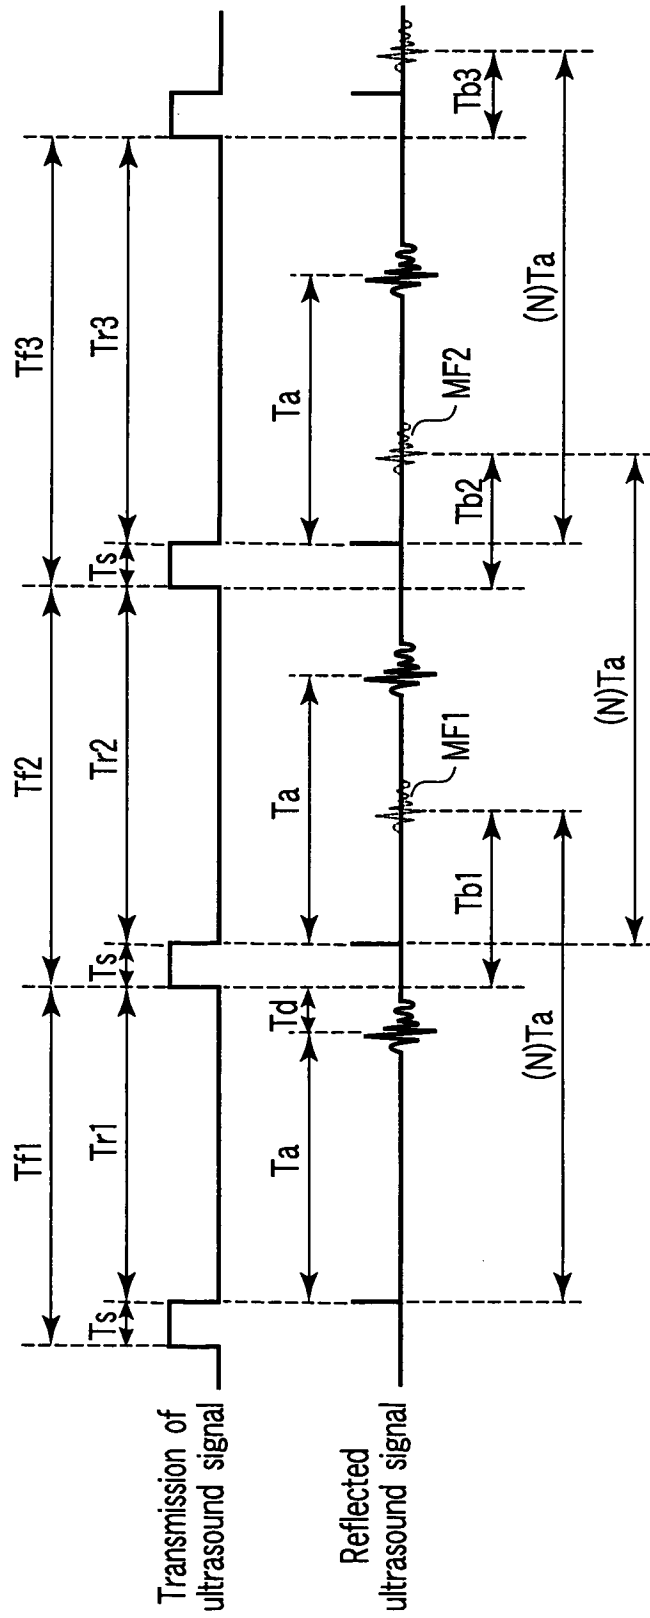 Tf1
Tf2
Tf3
Ts
Tr1
Ts
Tr2
Ts
Tr3
Transmission of
ultrasound signal
Ta
Td
Ta
Ta
Reflected
ultrasound signal
MF1
MF2
Tb1
Tb2
Tb3
(N)Ta
(N)Ta
(N)Ta